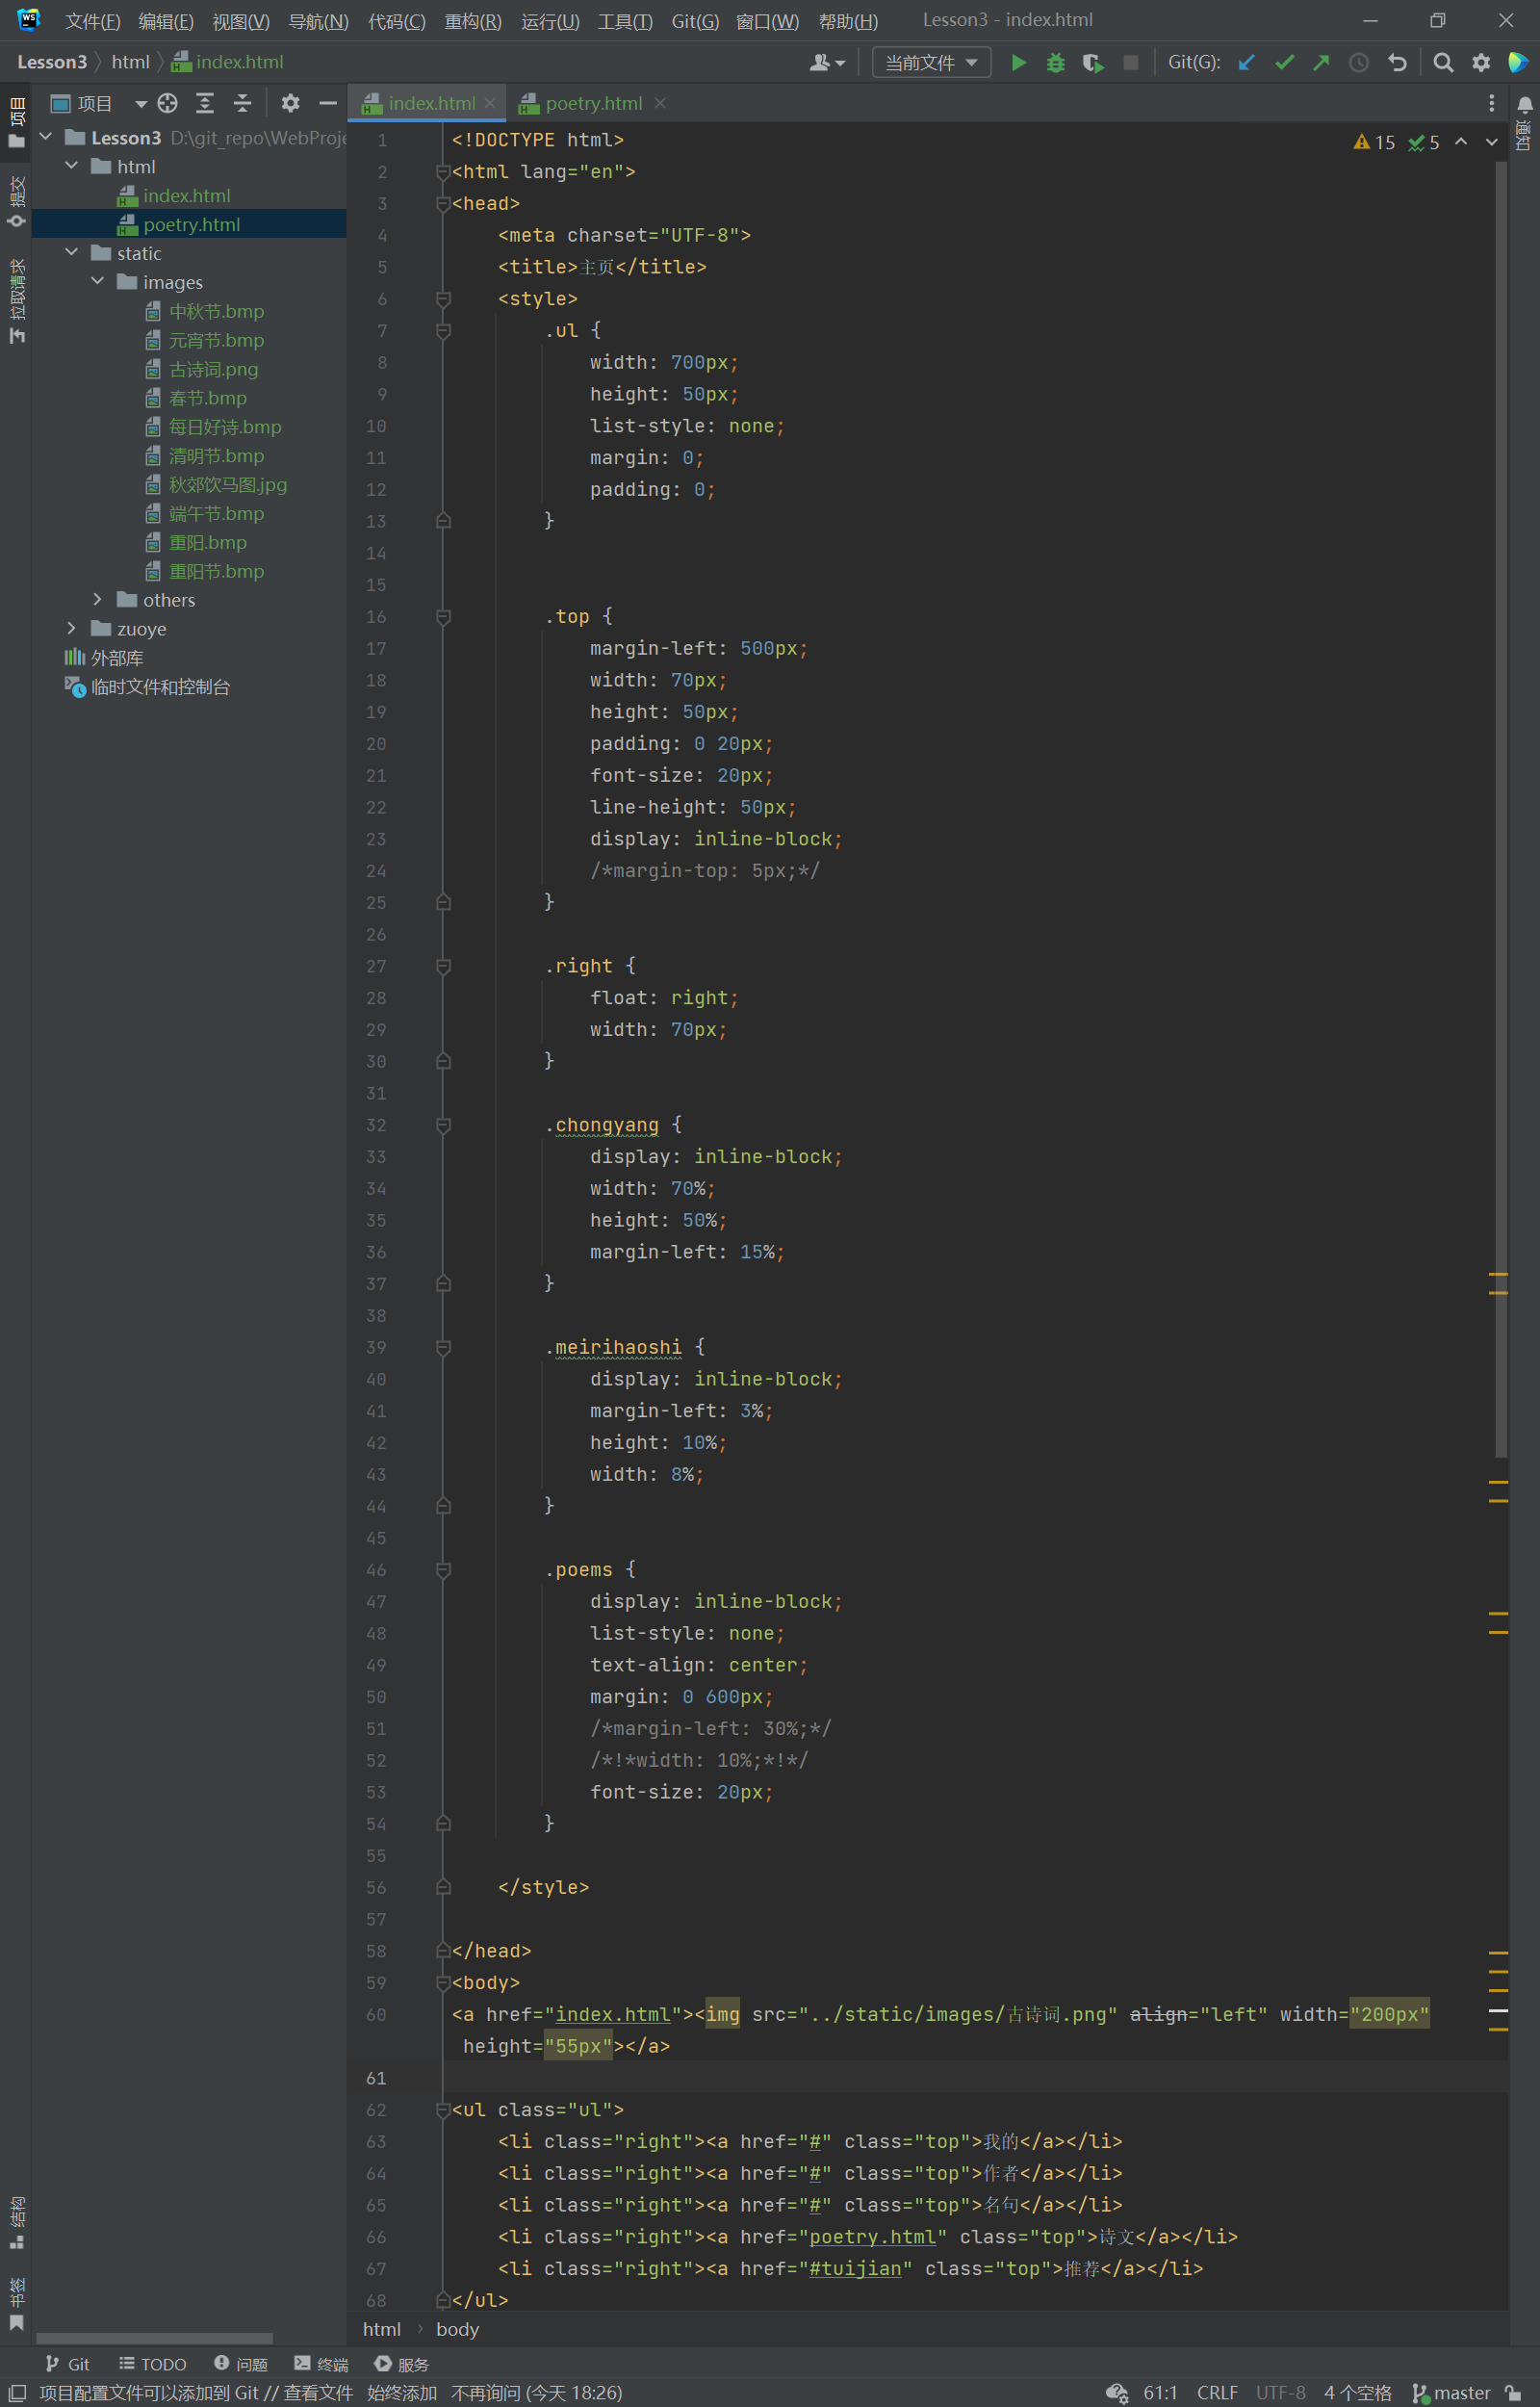 文件(F) 编辑(E) 视图(V) 导航(N) 代码(C) 重构(R) 运行(U) 工具(T) Git(G) 窗口(W) 帮助(H) Lesson3 - index.html
Lesson3 html index.html 当前文件 Git(G):
项目
index.html poetry.html
Lesson3 D:\git_repo\WebProje
html
index.html
poetry.html
static
images
中秋节.bmp
元宵节.bmp
古诗词.png
春节.bmp
每日好诗.bmp
清明节.bmp
秋郊饮马图.jpg
端午节.bmp
重阳.bmp
重阳节.bmp
others
zuoye
外部库
临时文件和控制台
项目
提交
拉取请求
结构
书签
通知
15 5
1 <!DOCTYPE html>
2 <html lang="en">
3 <head>
4 <meta charset="UTF-8">
5 <title>主页</title>
6 <style>
7 .ul {
8 width: 700px;
9 height: 50px;
10 list-style: none;
11 margin: 0;
12 padding: 0;
13 }
14
15
16 .top {
17 margin-left: 500px;
18 width: 70px;
19 height: 50px;
20 padding: 0 20px;
21 font-size: 20px;
22 line-height: 50px;
23 display: inline-block;
24 /*margin-top: 5px;*/
25 }
26
27 .right {
28 float: right;
29 width: 70px;
30 }
31
32 .chongyang {
33 display: inline-block;
34 width: 70%;
35 height: 50%;
36 margin-left: 15%;
37 }
38
39 .meirihaoshi {
40 display: inline-block;
41 margin-left: 3%;
42 height: 10%;
43 width: 8%;
44 }
45
46 .poems {
47 display: inline-block;
48 list-style: none;
49 text-align: center;
50 margin: 0 600px;
51 /*margin-left: 30%;*/
52 /*!*width: 10%;*!*/
53 font-size: 20px;
54 }
55
56 </style>
57
58 </head>
59 <body>
60 <a href="index.html"><img src="../static/images/古诗词.png" align="left" width="200px"
height="55px"></a>
61
62 <ul class="ul">
63 <li class="right"><a href="#" class="top">我的</a></li>
64 <li class="right"><a href="#" class="top">作者</a></li>
65 <li class="right"><a href="#" class="top">名句</a></li>
66 <li class="right"><a href="poetry.html" class="top">诗文</a></li>
67 <li class="right"><a href="#tuijian" class="top">推荐</a></li>
68 </ul>
html body
Git TODO 问题 终端 服务
项目配置文件可以添加到 Git // 查看文件 始终添加 不再询问 (今天 18:26) 61:1 CRLF UTF-8 4 个空格 master